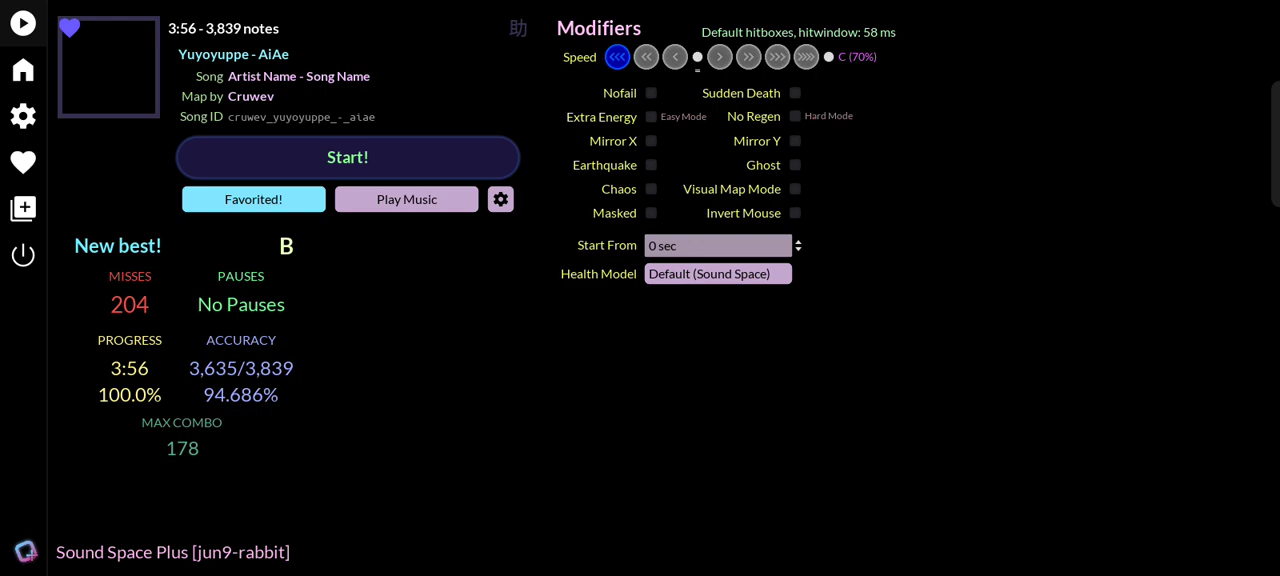 3:56 - 3,839 notes
助
Yuyoyuppe - AiAe
Song Artist Name - Song Name
Map by Cruwev
Song ID cruwev_yuyoyuppe_-_aiae
Start!
Favorited!
Play Music
New best!
B
MISSES
PAUSES
204
No Pauses
PROGRESS
ACCURACY
3:56
3,635/3,839
100.0%
94.686%
MAX COMBO
178
Modifiers
Default hitboxes, hitwindow: 58 ms
Speed
C (70%)
Nofail
Sudden Death
Extra Energy Easy Mode
No Regen Hard Mode
Mirror X
Mirror Y
Earthquake
Ghost
Chaos
Visual Map Mode
Masked
Invert Mouse
Start From 0 sec
Health Model Default (Sound Space)
Sound Space Plus [jun9-rabbit]